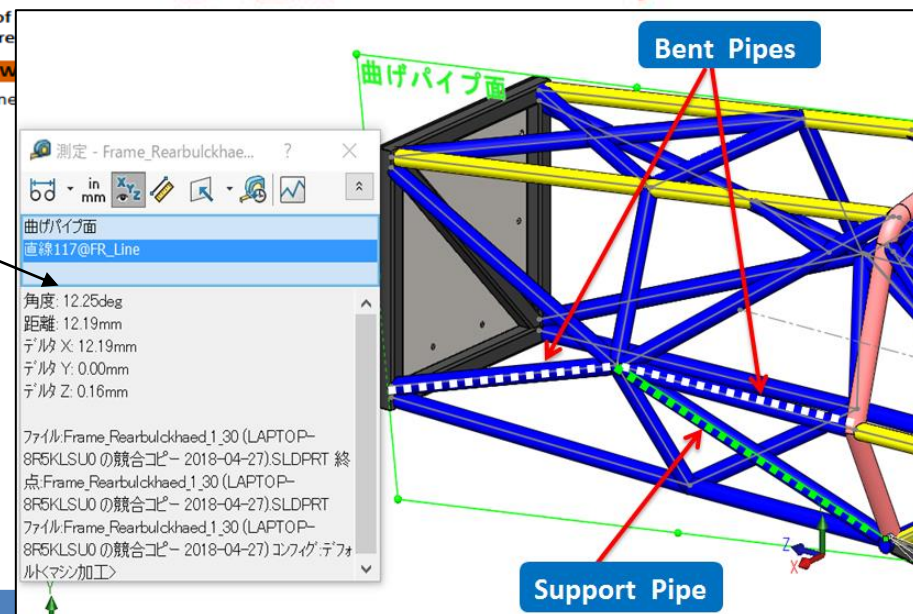 of
re
w
ne
Bent Pipes
曲げパイプ面
測定 - Frame_Rearbulckhae... ?
in
mm
XYZ
曲げパイプ面
直線117@FR_Line
角度: 12.25deg
距離: 12.19mm
デルタ X: 12.19mm
デルタ Y: 0.00mm
デルタ Z: 0.16mm
ファイル:Frame_Rearbulckhaed_1_30 (LAPTOP-
8R5KLSU0 の競合コピー 2018-04-27).SLDPRT 終
点:Frame_Rearbulckhaed_1_30 (LAPTOP-
8R5KLSU0 の競合コピー 2018-04-27).SLDPRT
ファイル:Frame_Rearbulckhaed_1_30 (LAPTOP-
8R5KLSU0 の競合コピー 2018-04-27) コンフィグ:デフォ
ルト<マシン加工>
Z
X
Support Pipe
Y